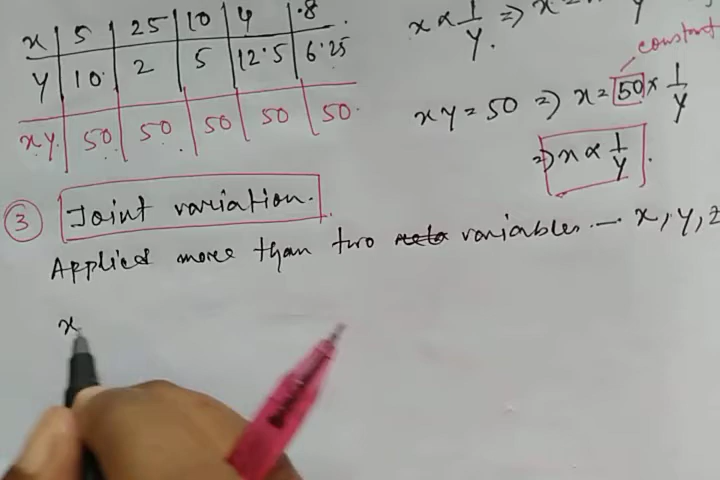 x 5 25 10 4 .8
y 10 2 5 12.5 6.25
xy 50 50 50 50 50
x ∝ 1/y. ⇒ x
constant
xy = 50 ⇒ x = 50 × 1/y
⇒ x ∝ 1/y.
③ Joint variation.
Applied more than two variables. — x, y, z
x